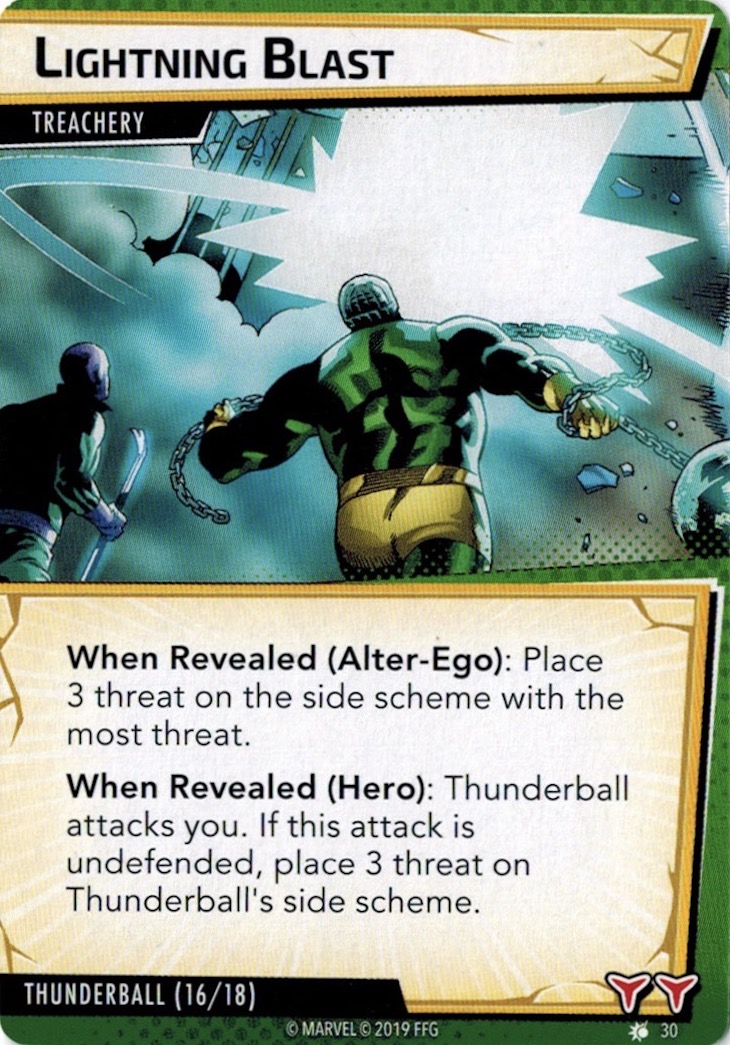 LIGHTNING BLAST
TREACHERY
When Revealed (Alter-Ego): Place
3 threat on the side scheme with the
most threat.
When Revealed (Hero): Thunderball
attacks you. If this attack is
undefended, place 3 threat on
Thunderball's side scheme.
THUNDERBALL (16/18)
© MARVEL © 2019 FFG
30